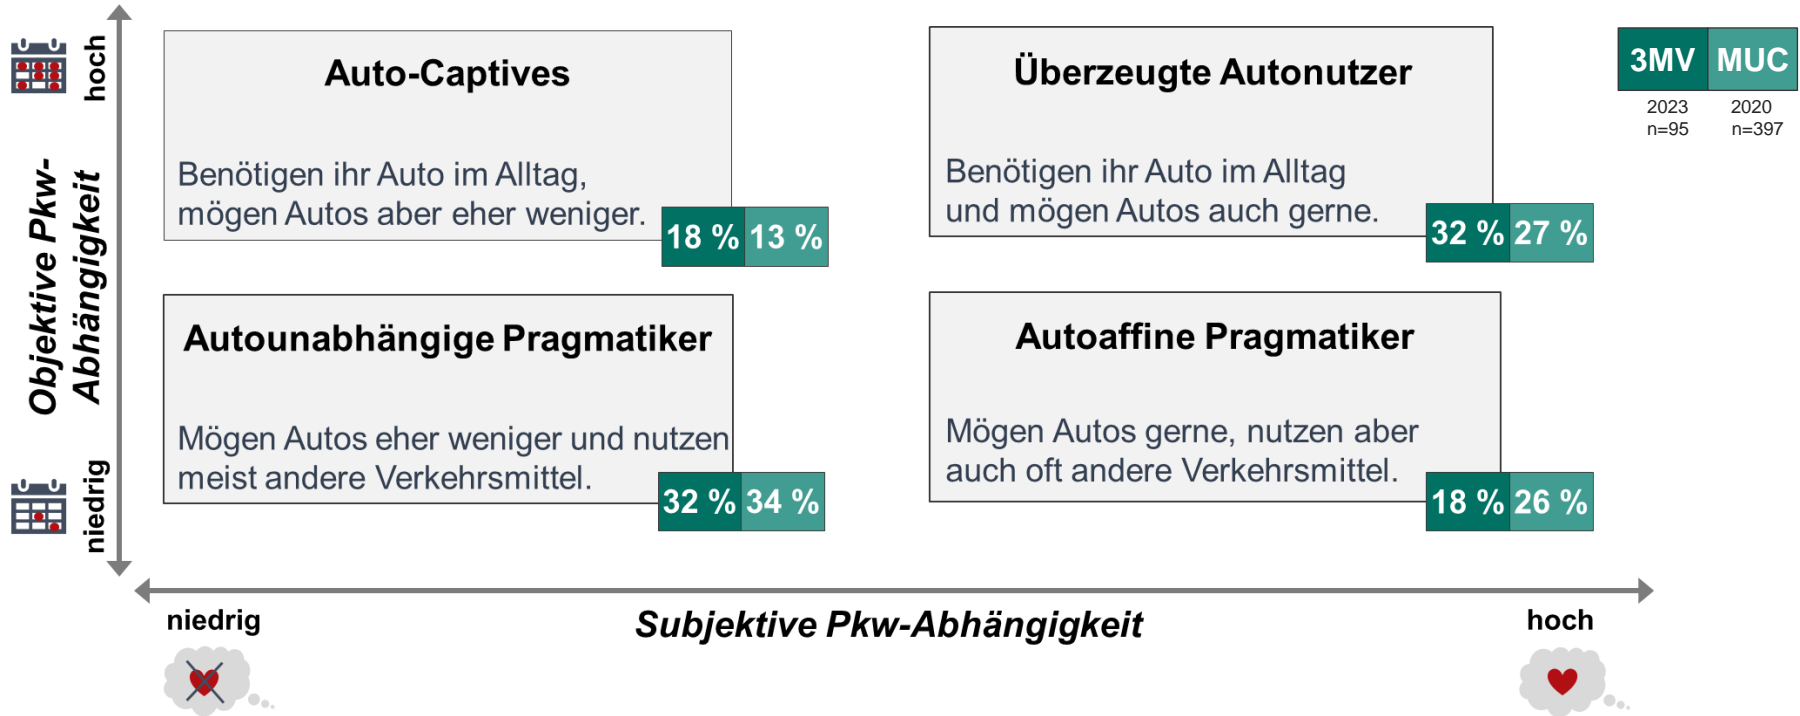 hoch
Objektive Pkw-
Abhängigkeit
niedrig
Auto-Captives
Benötigen ihr Auto im Alltag,
mögen Autos aber eher weniger.
18 % 13 %
Überzeugte Autonutzer
Benötigen ihr Auto im Alltag
und mögen Autos auch gerne.
32 % 27 %
3MV MUC
2023 2020
n=95 n=397
Autounabhängige Pragmatiker
Mögen Autos eher weniger und nutzen
meist andere Verkehrsmittel.
32 % 34 %
Autoaffine Pragmatiker
Mögen Autos gerne, nutzen aber
auch oft andere Verkehrsmittel.
18 % 26 %
niedrig
Subjektive Pkw-Abhängigkeit
hoch